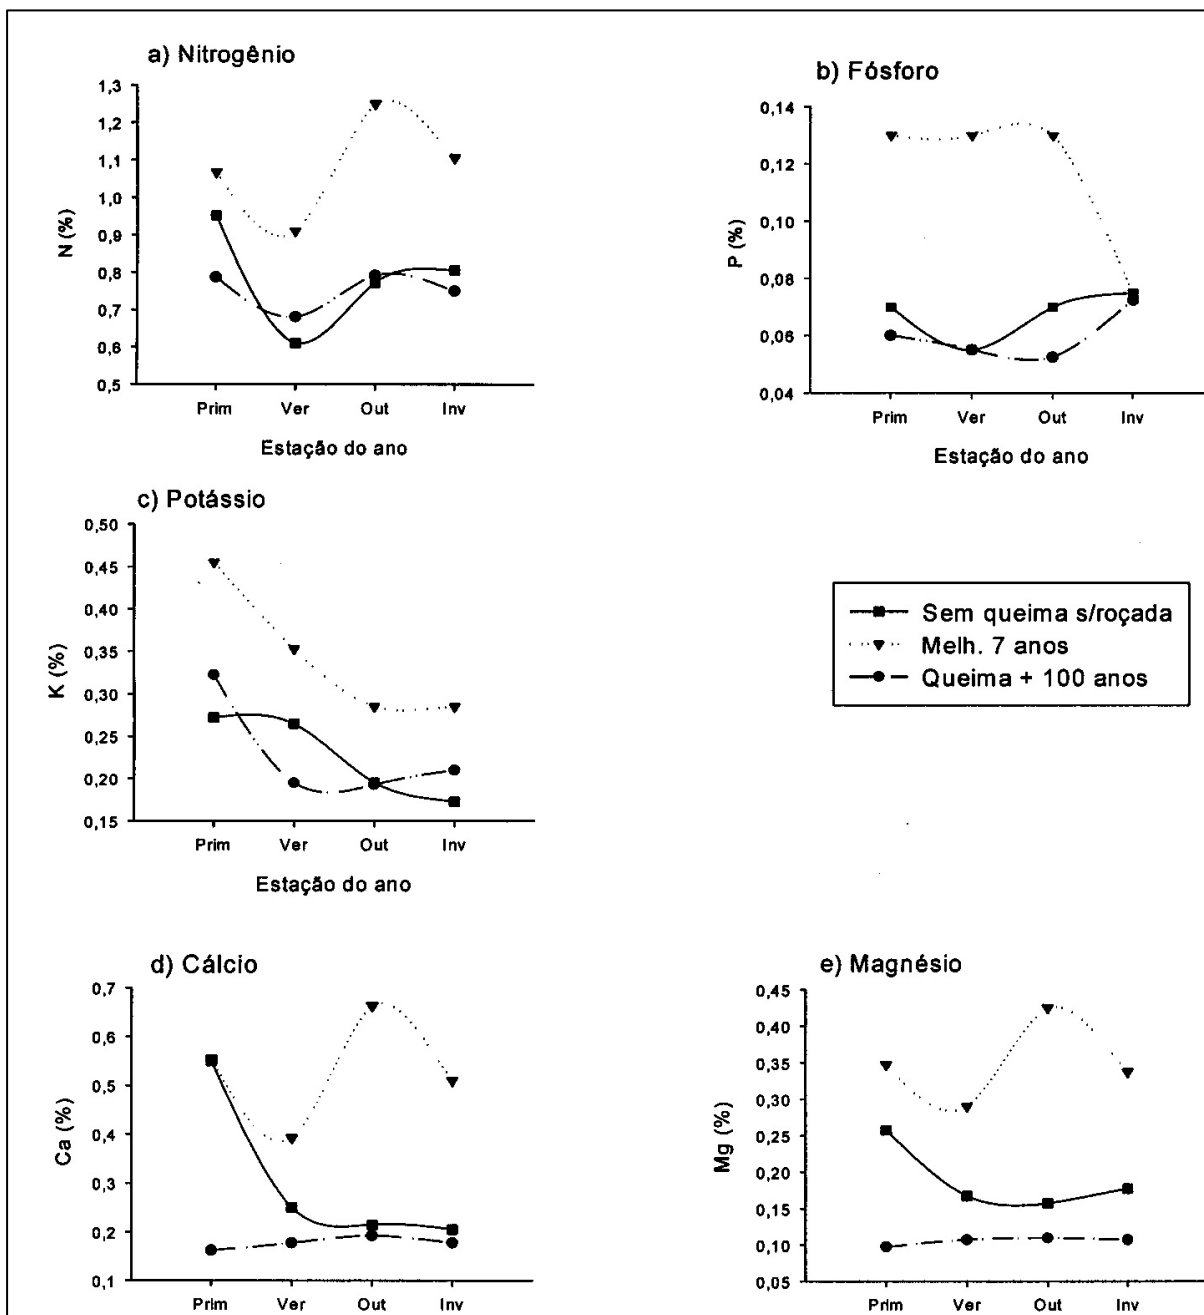 a) Nitrogênio
1,3
1,2
1,1
1,0
0,9
0,8
0,7
0,6
0,5
N (%)
Prim Ver Out Inv
Estação do ano
b) Fósforo
0,14
0,12
0,10
0,08
0,06
0,04
P (%)
Prim Ver Out Inv
Estação do ano
c) Potássio
0,50
0,45
0,40
0,35
0,30
0,25
0,20
0,15
K (%)
Prim Ver Out Inv
Estação do ano
Sem queima s/roçada
Melh. 7 anos
Queima + 100 anos
d) Cálcio
0,7
0,6
0,5
0,4
0,3
0,2
0,1
Ca (%)
Prim Ver Out Inv
e) Magnésio
0,45
0,40
0,35
0,30
0,25
0,20
0,15
0,10
0,05
Mg (%)
Prim Ver Out Inv